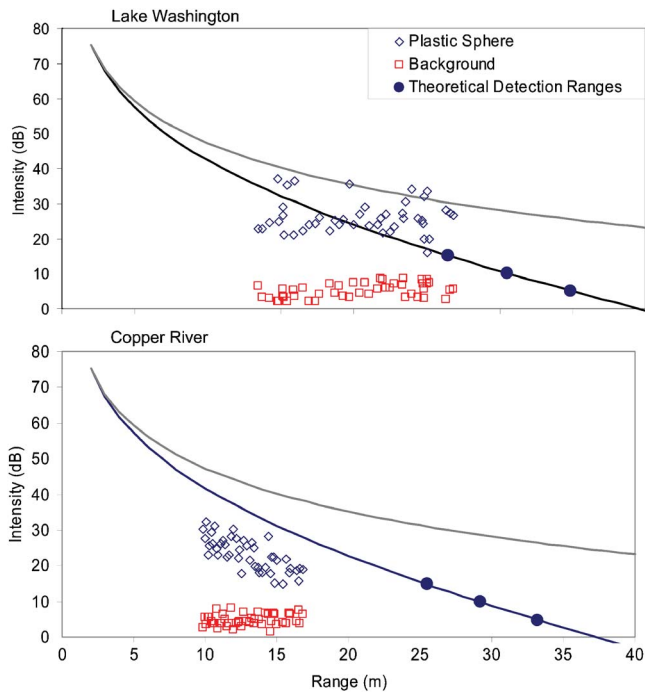 Lake Washington
80
70
60
50
40
30
20
10
0
Intensity (dB)
Plastic Sphere
Background
Theoretical Detection Ranges
Copper River
80
70
60
50
40
30
20
10
0
Intensity (dB)
0 5 10 15 20 25 30 35 40
Range (m)